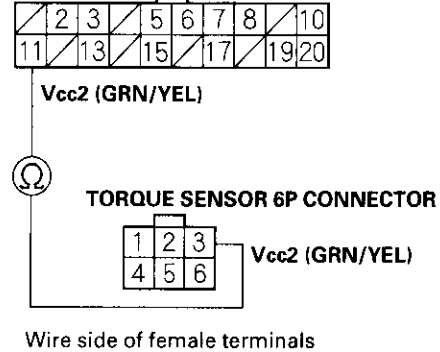 2 3 5 6 7 8 10
11 13 15 17 19 20
Vcc2 (GRN/YEL)
Ω
TORQUE SENSOR 6P CONNECTOR
1 2 3
Vcc2 (GRN/YEL)
4 5 6
Wire side of female terminals